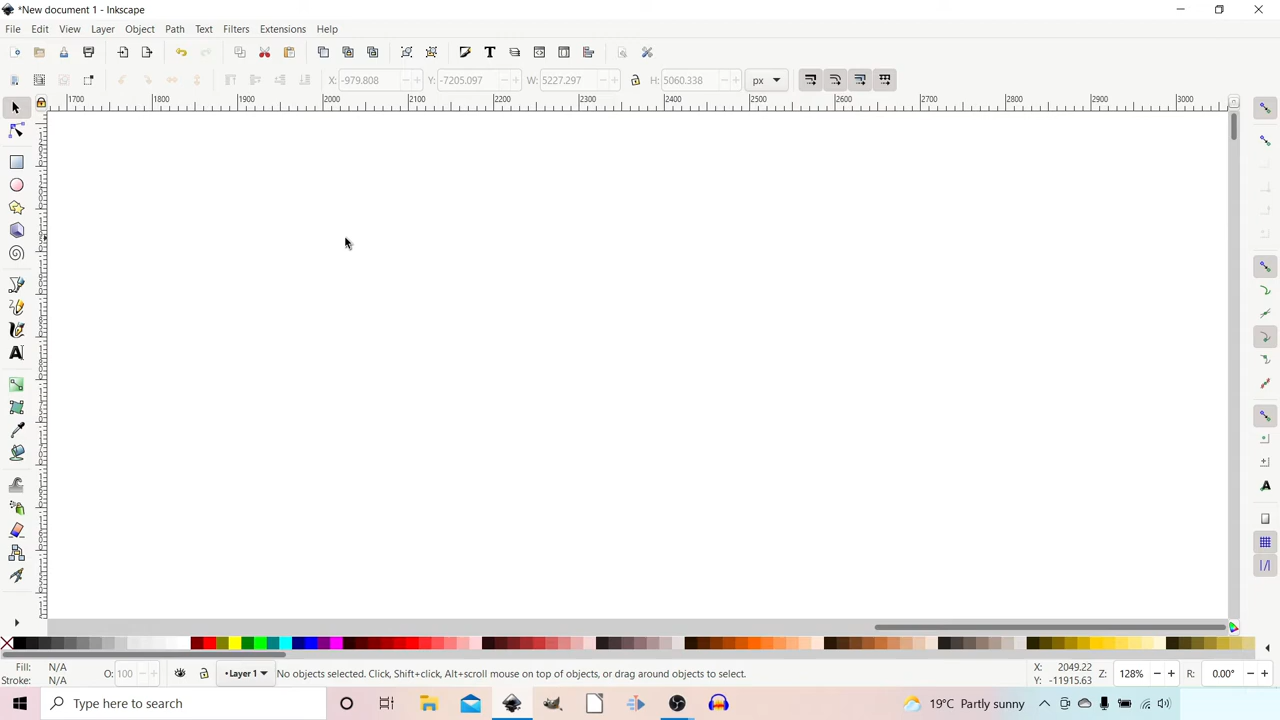 *New document 1 - Inkscape
File Edit View Layer Object Path Text Filters Extensions Help
X: -979.808 Y: -7205.097 W: 5227.297 H: 5060.338 px
1700 1800 1900 2000 2100 2200 2300 2400 2500 2600 2700 2800 2900 3000
Fill: N/A
Stroke: N/A
O: 100
•Layer 1
No objects selected. Click, Shift+click, Alt+scroll mouse on top of objects, or drag around objects to select.
X: 2049.22
Y: -11915.63
Z: 128%
R: 0.00°
Type here to search
19°C Partly sunny